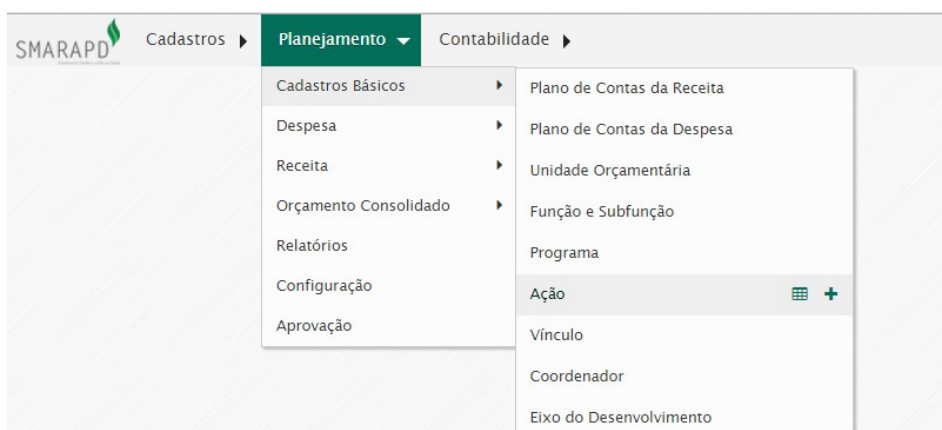 SMARAPD
Cadastros
Planejamento
Contabilidade
Cadastros Básicos
Despesa
Receita
Orçamento Consolidado
Relatórios
Configuração
Aprovação
Plano de Contas da Receita
Plano de Contas da Despesa
Unidade Orçamentária
Função e Subfunção
Programa
Ação
Vínculo
Coordenador
Eixo do Desenvolvimento